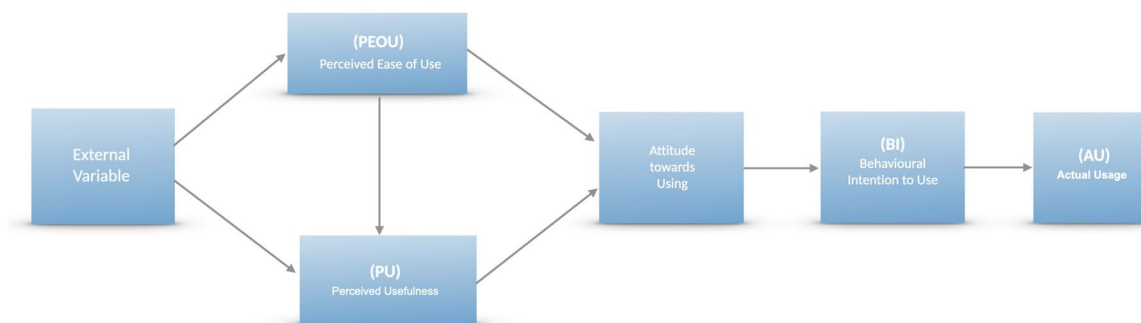 (PEOU)
Perceived Ease of Use
External
Variable
Attitude
towards
Using
(BI)
Behavioural
Intention to Use
(AU)
Actual Usage
(PU)
Perceived Usefulness